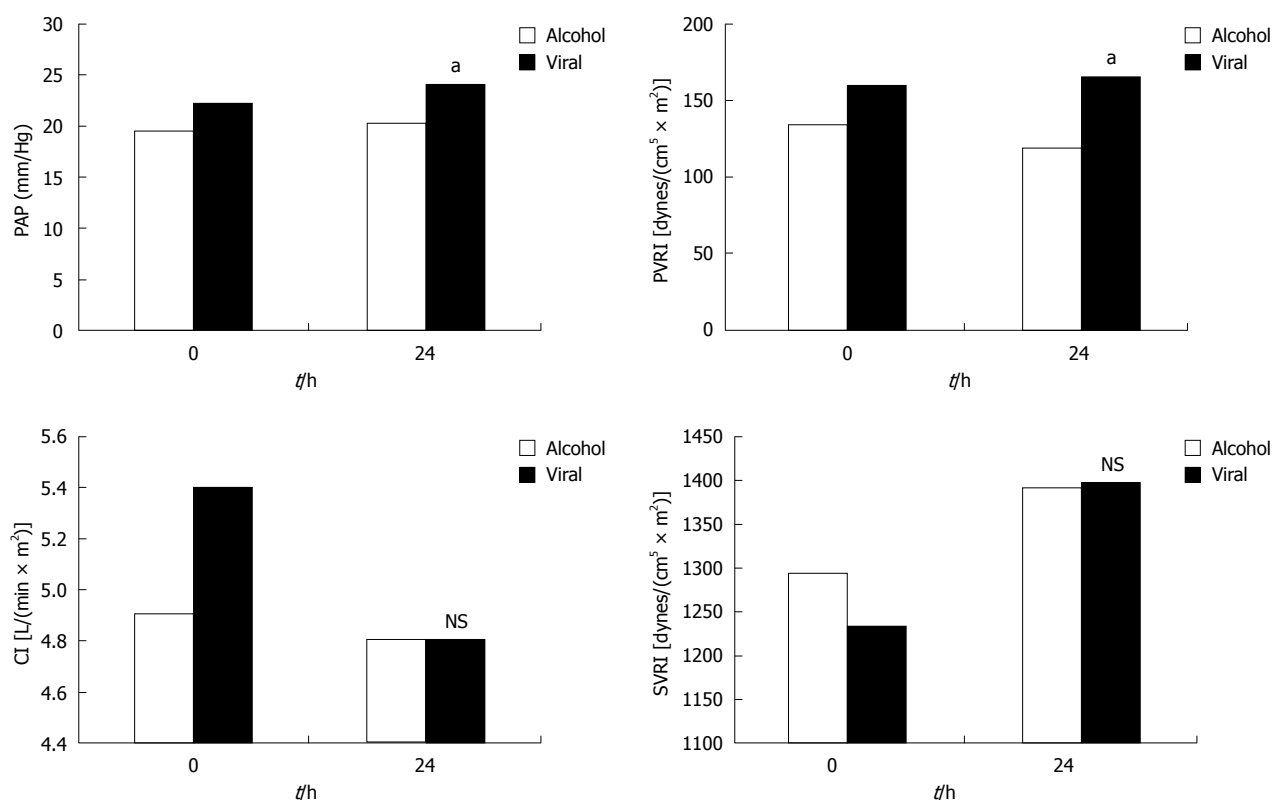 30
25
20
15
10
5
0
PAP (mm/Hg)
Alcohol
Viral
a
0 24
t/h
200
150
100
50
0
PVRI [dynes/(cm⁵ × m²)]
Alcohol
Viral
a
0 24
t/h
5.6
5.4
5.2
5.0
4.8
4.6
4.4
CI [L/(min × m²)]
Alcohol
Viral
NS
0 24
t/h
1450
1400
1350
1300
1250
1200
1150
1100
SVRI [dynes/(cm⁵ × m²)]
Alcohol
Viral
NS
0 24
t/h